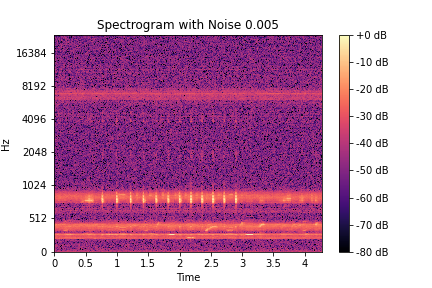 Spectrogram with Noise 0.005
Hz
16384
8192
4096
2048
1024
512
0
0 0.5 1 1.5 2 2.5 3 3.5 4
Time
+0 dB
-10 dB
-20 dB
-30 dB
-40 dB
-50 dB
-60 dB
-70 dB
-80 dB